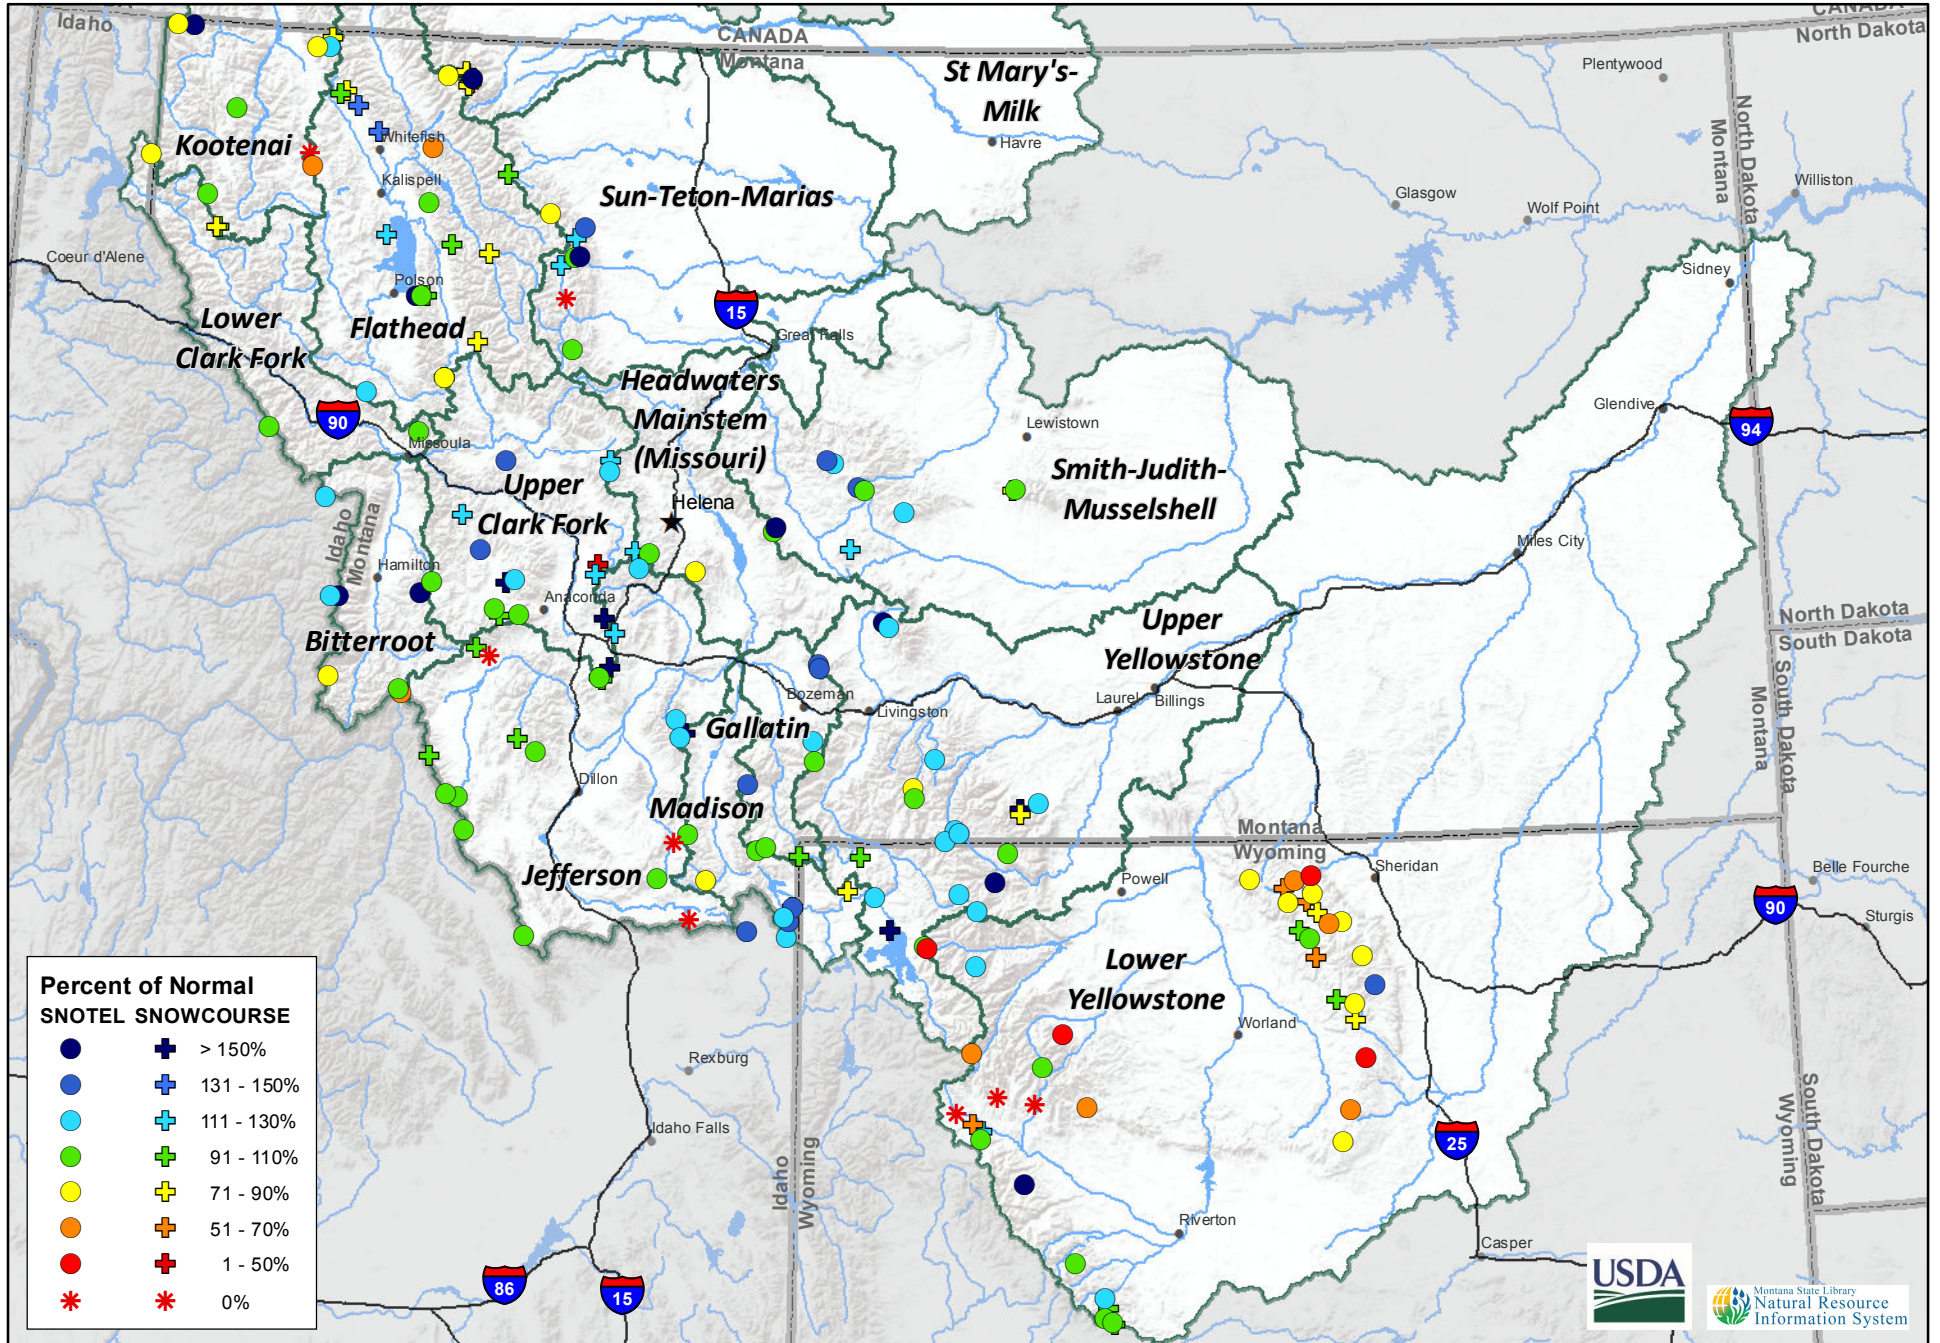 Idaho
CANADA
Montana
CANADA
North Dakota
St Mary's-
Milk
Plentywood
Havre
Kootenai
Whitefish
Kalispell
Sun-Teton-Marias
North Dakota
Montana
Glasgow
Wolf Point
Williston
Coeur d'Alene
Polson
Sidney
15
Lower
Clark Fork
Flathead
Great Falls
Headwaters
Mainstem
(Missouri)
90
Missoula
Lewistown
Glendive
94
Smith-Judith-
Musselshell
Upper
Clark Fork
Helena
Idaho
Montana
Hamilton
Anaconda
Miles City
Bitterroot
Upper
Yellowstone
North Dakota
South Dakota
Bozeman
Livingston
Laurel
Billings
Gallatin
South Dakota
Montana
Dillon
Madison
Montana
Wyoming
Sheridan
Powell
Belle Fourche
Jefferson
90
Sturgis
Lower
Yellowstone
Worland
Rexburg
Idaho Falls
Idaho
Wyoming
25
South Dakota
Wyoming
Riverton
Casper
86
15
Percent of Normal
SNOTEL SNOWCOURSE
> 150%
131 - 150%
111 - 130%
91 - 110%
71 - 90%
51 - 70%
1 - 50%
0%
USDA
Montana State Library
Natural Resource
Information System